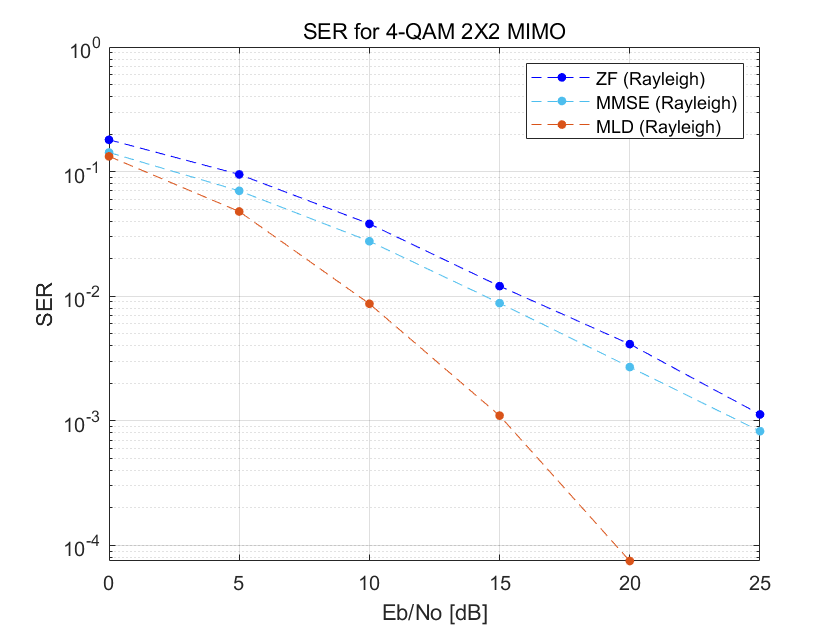 SER for 4-QAM 2X2 MIMO
ZF (Rayleigh)
MMSE (Rayleigh)
MLD (Rayleigh)
SER
10^0
10^-1
10^-2
10^-3
10^-4
0 5 10 15 20 25
Eb/No [dB]